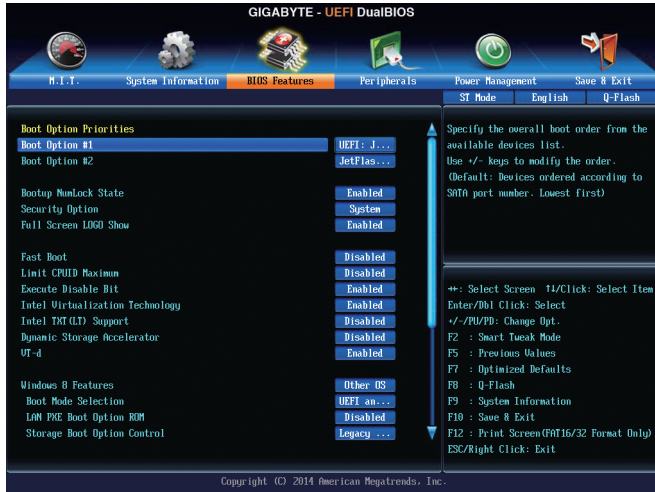 GIGABYTE - UEFI DualBIOS
M.I.T. System Information BIOS Features Peripherals Power Management Save & Exit
ST Mode English Q-Flash
Boot Option Priorities
Boot Option #1 UEFI: J...
Boot Option #2 JetFlas...
Bootup NumLock State Enabled
Security Option System
Full Screen LOGO Show Enabled
Fast Boot Disabled
Limit CPUID Maximum Disabled
Execute Disable Bit Enabled
Intel Virtualization Technology Enabled
Intel TXT(LT) Support Disabled
Dynamic Storage Accelerator Disabled
VT-d Enabled
Windows 8 Features Other OS
Boot Mode Selection UEFI an...
LAN PXE Boot Option ROM Disabled
Storage Boot Option Control Legacy ...
Specify the overall boot order from the
available devices list.
Use +/- keys to modify the order.
(Default: Devices ordered according to
SATA port number. Lowest first)
→←: Select Screen ↑↓/Click: Select Item
Enter/Dbl Click: Select
+/-/PU/PD: Change Opt.
F2 : Smart Tweak Mode
F5 : Previous Values
F7 : Optimized Defaults
F8 : Q-Flash
F9 : System Information
F10 : Save & Exit
F12 : Print Screen(FAT16/32 Format Only)
ESC/Right Click: Exit
Copyright (C) 2014 American Megatrends, Inc.